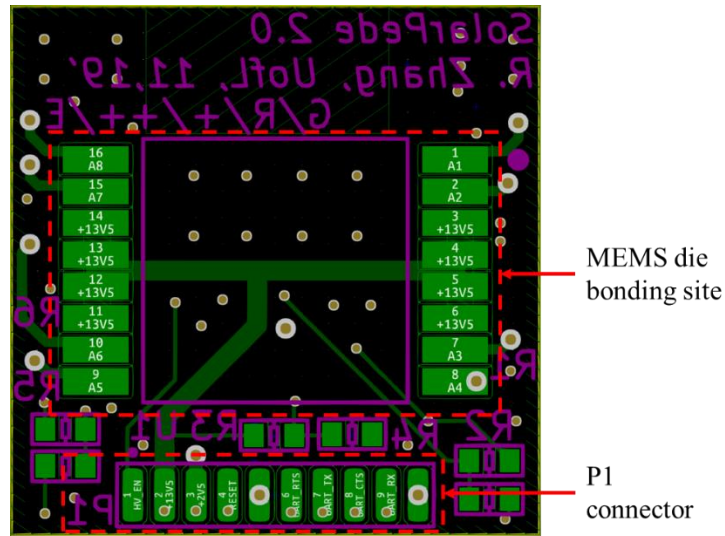 SolarPede 2.0
R. Zhang, UofL, 11,19'
G/R/+/++/E
16
A8
15
A7
14
+13V5
13
+13V5
12
+13V5
11
+13V5
10
A6
9
A5
1
A1
2
A2
3
+13V5
4
+13V5
5
+13V5
6
+13V5
7
A3
8
A4
R6
R5
R1
U1
R3
R4
R2
P1
1
HV_EN
2
+13V5
3
+2V5
4
RESET
6
UART_RTS
7
UART_TX
8
UART_CTS
9
UART_RX
MEMS die
bonding site
P1
connector